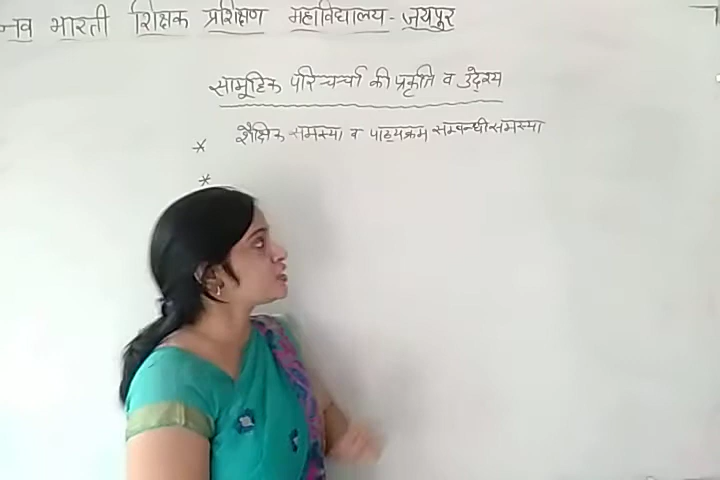 नव भारती शिक्षक प्रशिक्षण महाविद्यालय - जयपुर
सामूहिक परिचर्चा की प्रकृति व उद्देश्य
* शैक्षिक समस्या व पाठ्यक्रम सम्बन्धी समस्या
*